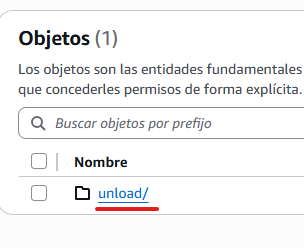 Objetos (1)
Los objetos son las entidades fundamentales
que concederles permisos de forma explícita.
Buscar objetos por prefijo
Nombre
unload/